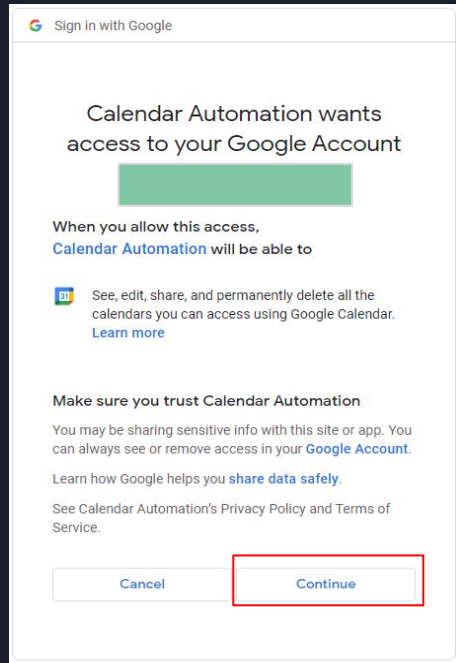 Sign in with Google
Calendar Automation wants
access to your Google Account
When you allow this access,
Calendar Automation will be able to
31
See, edit, share, and permanently delete all the
calendars you can access using Google Calendar.
Learn more
Make sure you trust Calendar Automation
You may be sharing sensitive info with this site or app. You
can always see or remove access in your Google Account.
Learn how Google helps you share data safely.
See Calendar Automation's Privacy Policy and Terms of
Service.
Cancel
Continue